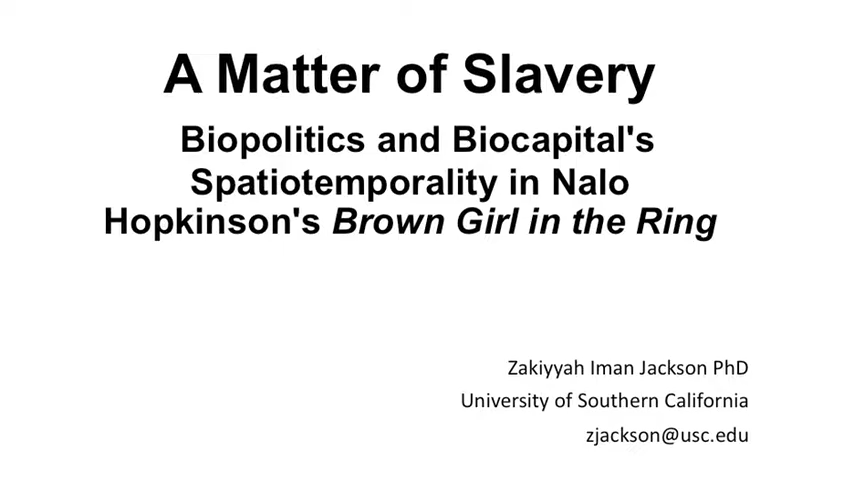 A Matter of Slavery
Biopolitics and Biocapital's
Spatiotemporality in Nalo
Hopkinson's Brown Girl in the Ring
Zakiyyah Iman Jackson PhD
University of Southern California
zjackson@usc.edu